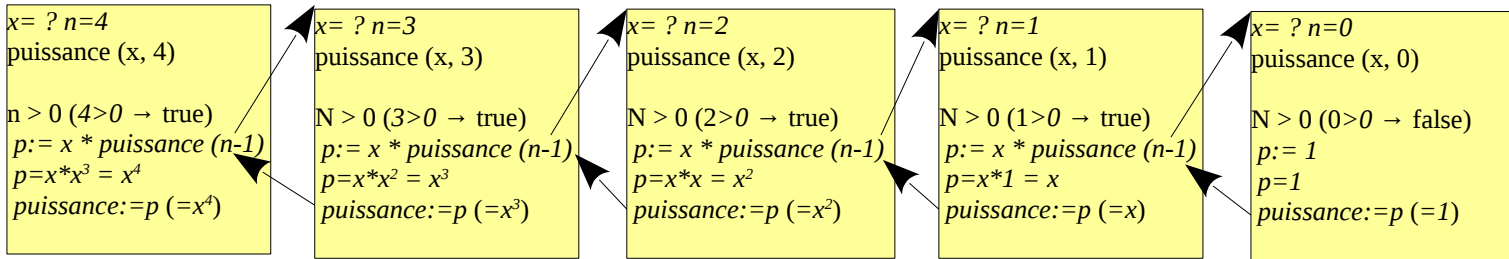 x= ? n=4
puissance (x, 4)
n > 0 (4>0 → true)
p:= x * puissance (n-1)
p=x*x³ = x⁴
puissance:=p (=x⁴)
x= ? n=3
puissance (x, 3)
N > 0 (3>0 → true)
p:= x * puissance (n-1)
p=x*x² = x³
puissance:=p (=x³)
x= ? n=2
puissance (x, 2)
N > 0 (2>0 → true)
p:= x * puissance (n-1)
p=x*x = x²
puissance:=p (=x²)
x= ? n=1
puissance (x, 1)
N > 0 (1>0 → true)
p:= x * puissance (n-1)
p=x*1 = x
puissance:=p (=x)
x= ? n=0
puissance (x, 0)
N > 0 (0>0 → false)
p:= 1
p=1
puissance:=p (=1)